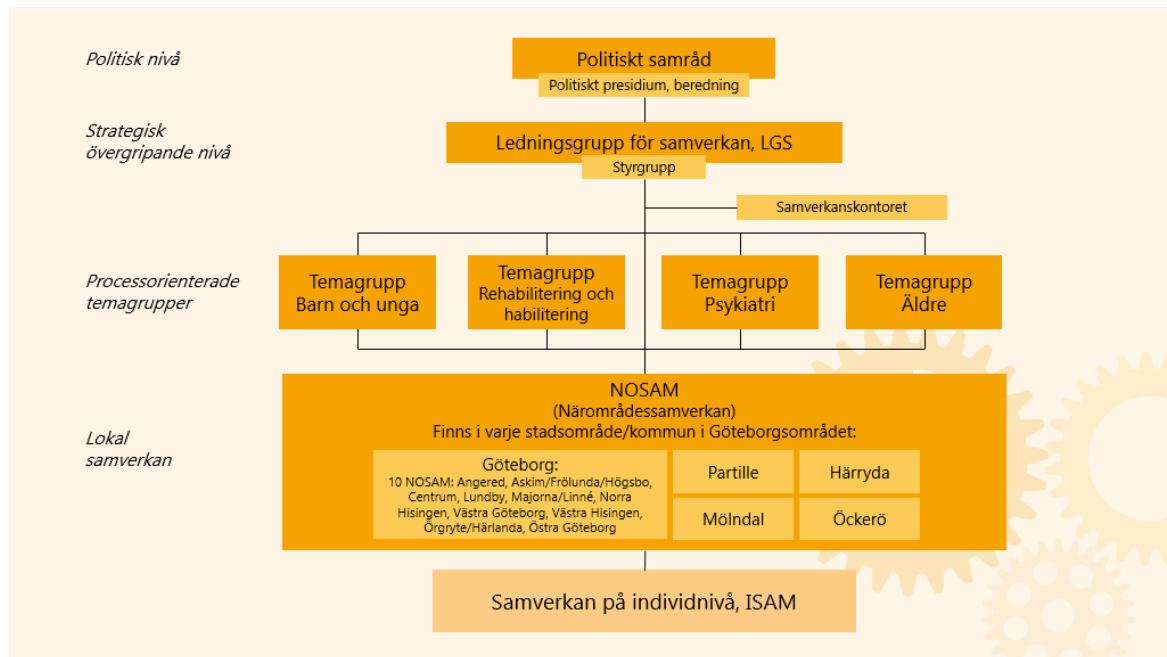 Politisk nivå
Politiskt samråd
Politiskt presidium, beredning
Strategisk
övergripande nivå
Ledningsgrupp för samverkan, LGS
Styrgrupp
Samverkanskontoret
Processorienterade
temagrupper
Temagrupp
Barn och unga
Temagrupp
Rehabilitering och
habilitering
Temagrupp
Psykiatri
Temagrupp
Äldre
Lokal
samverkan
NOSAM
(Närområdessamverkan)
Finns i varje stadsområde/kommun i Göteborgsområdet:
Göteborg:
10 NOSAM: Angered, Askim/Frölunda/Högsbo,
Centrum, Lundby, Majorna/Linné, Norra
Hisingen, Västra Göteborg, Västra Hisingen,
Örgryte/Härlanda, Östra Göteborg
Partille
Härryda
Mölndal
Öckerö
Samverkan på individnivå, ISAM